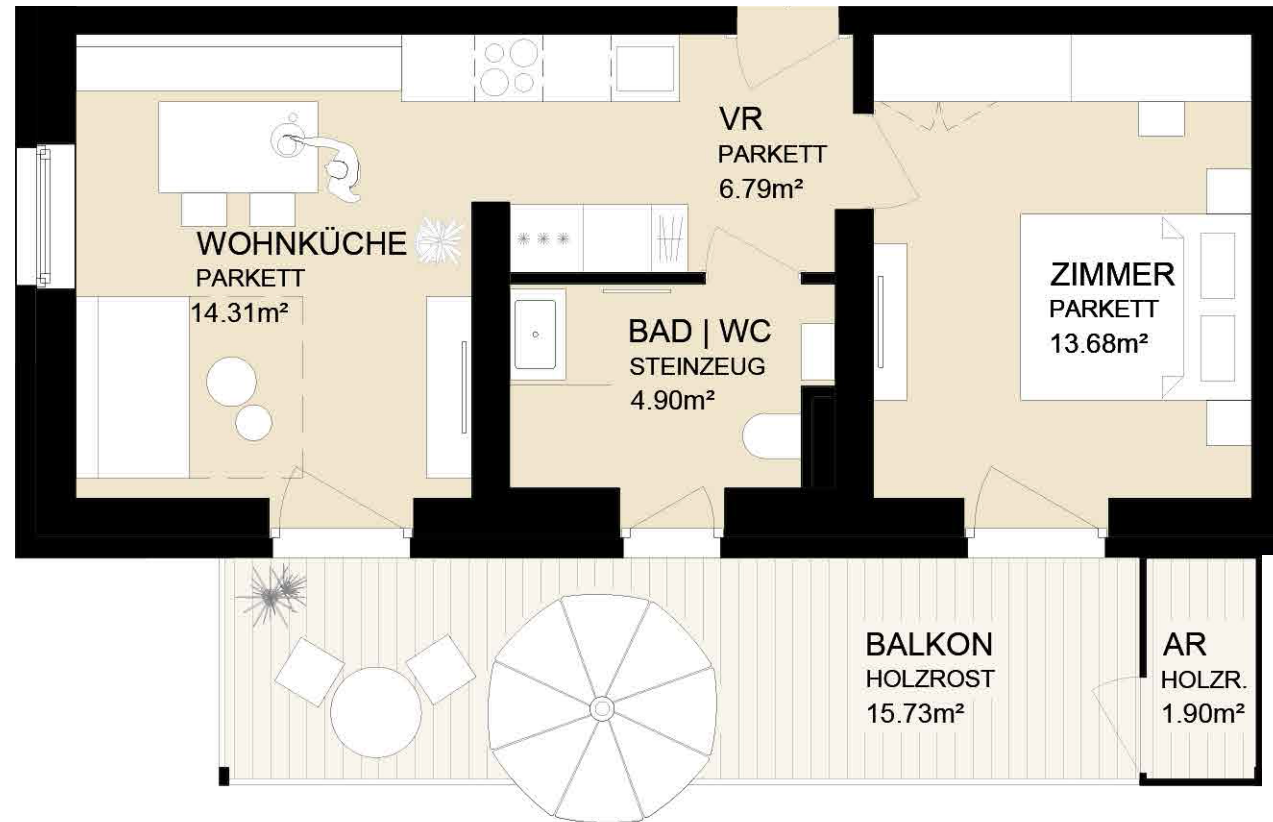 VR
PARKETT
6.79m²
WOHNKÜCHE
PARKETT
14.31m²
BAD | WC
STEINZEUG
4.90m²
ZIMMER
PARKETT
13.68m²
BALKON
HOLZROST
15.73m²
AR
HOLZR.
1.90m²